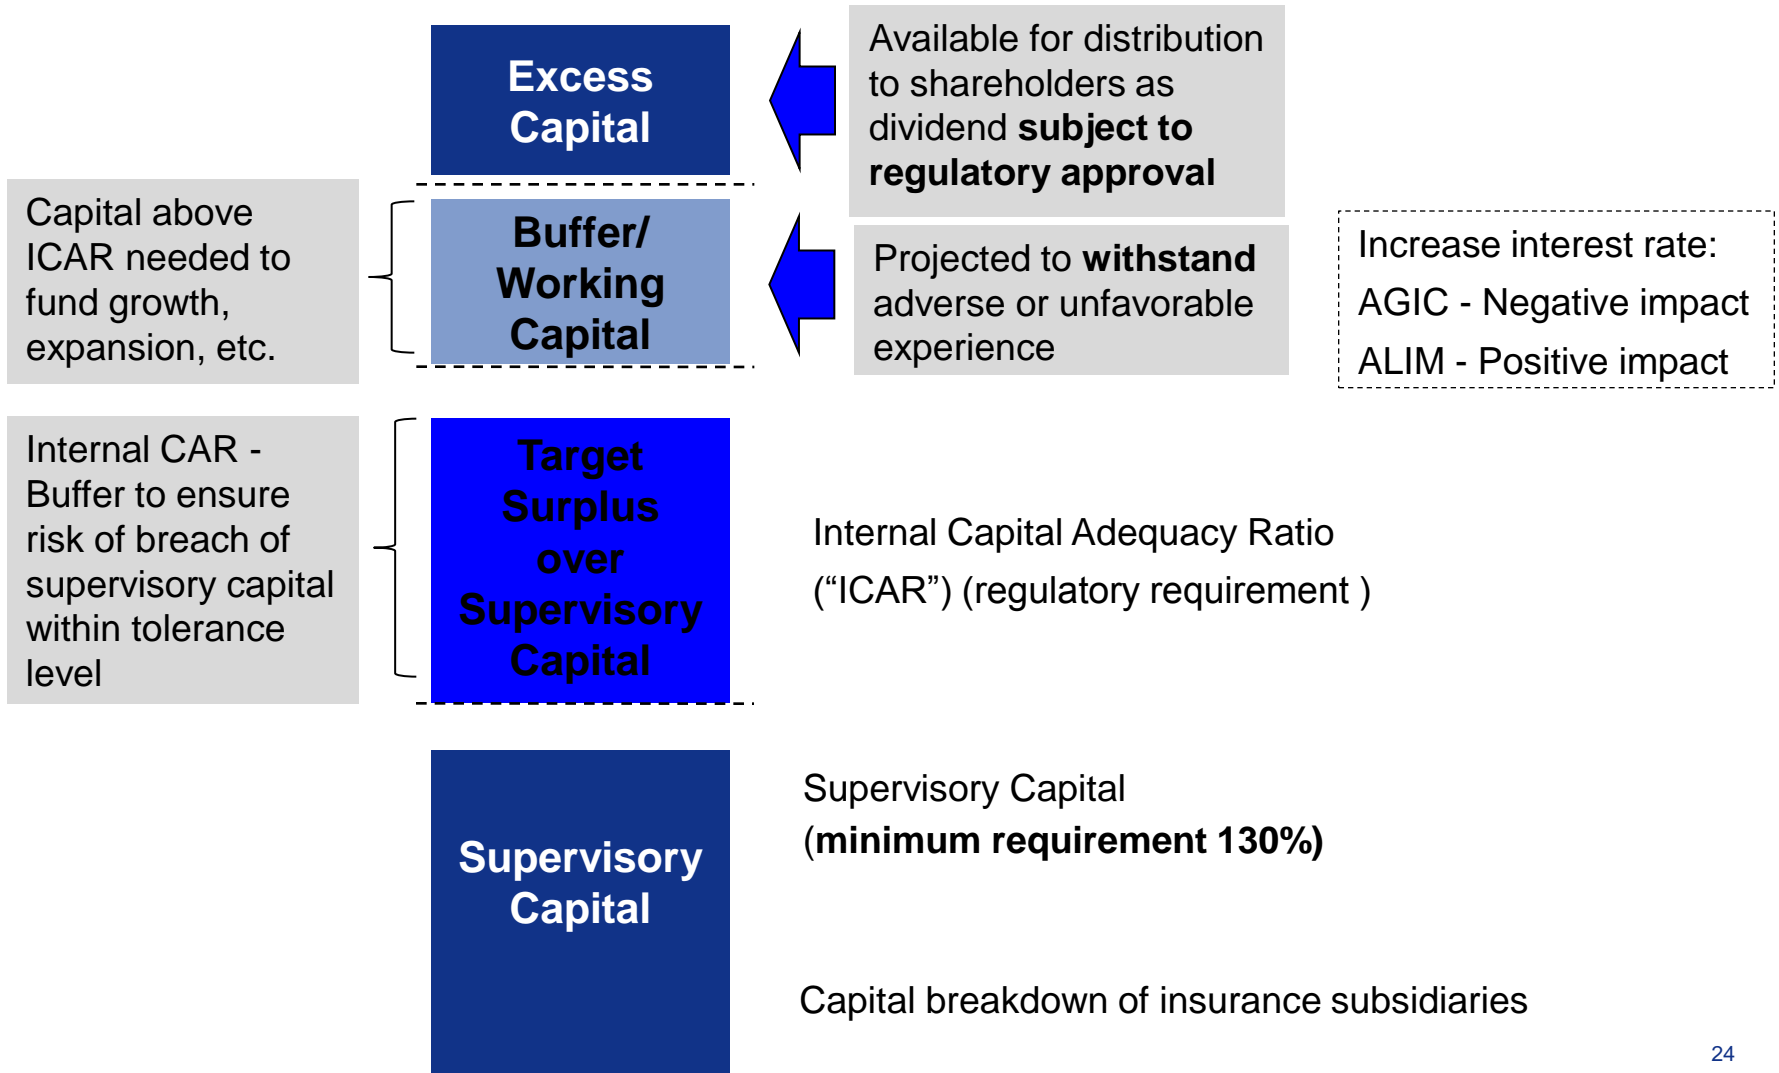 Excess
Capital
Available for distribution
to shareholders as
dividend subject to
regulatory approval
Capital above
ICAR needed to
fund growth,
expansion, etc.
Buffer/
Working
Capital
Projected to withstand
adverse or unfavorable
experience
Increase interest rate:
AGIC - Negative impact
ALIM - Positive impact
Internal CAR -
Buffer to ensure
risk of breach of
supervisory capital
within tolerance
level
Target
Surplus
over
Supervisory
Capital
Internal Capital Adequacy Ratio
(“ICAR”) (regulatory requirement )
Supervisory
Capital
Supervisory Capital
(minimum requirement 130%)
Capital breakdown of insurance subsidiaries
24